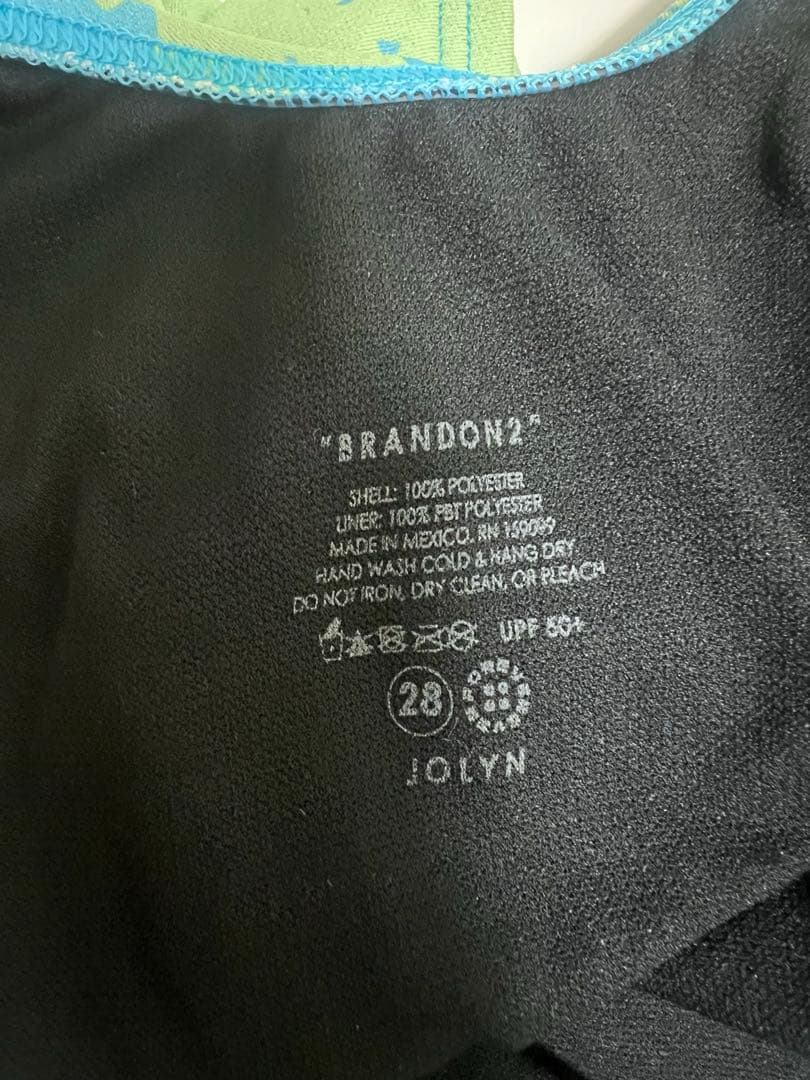 "BRANDON2"
SHELL: 100% POLYESTER
LINER: 100% PBT POLYESTER
MADE IN MEXICO. RN
HAND WASH COLD & HANG DRY
DO NOT IRON, DRY CLEAN, OR BLEACH
UPF 50+
28
JOLYN